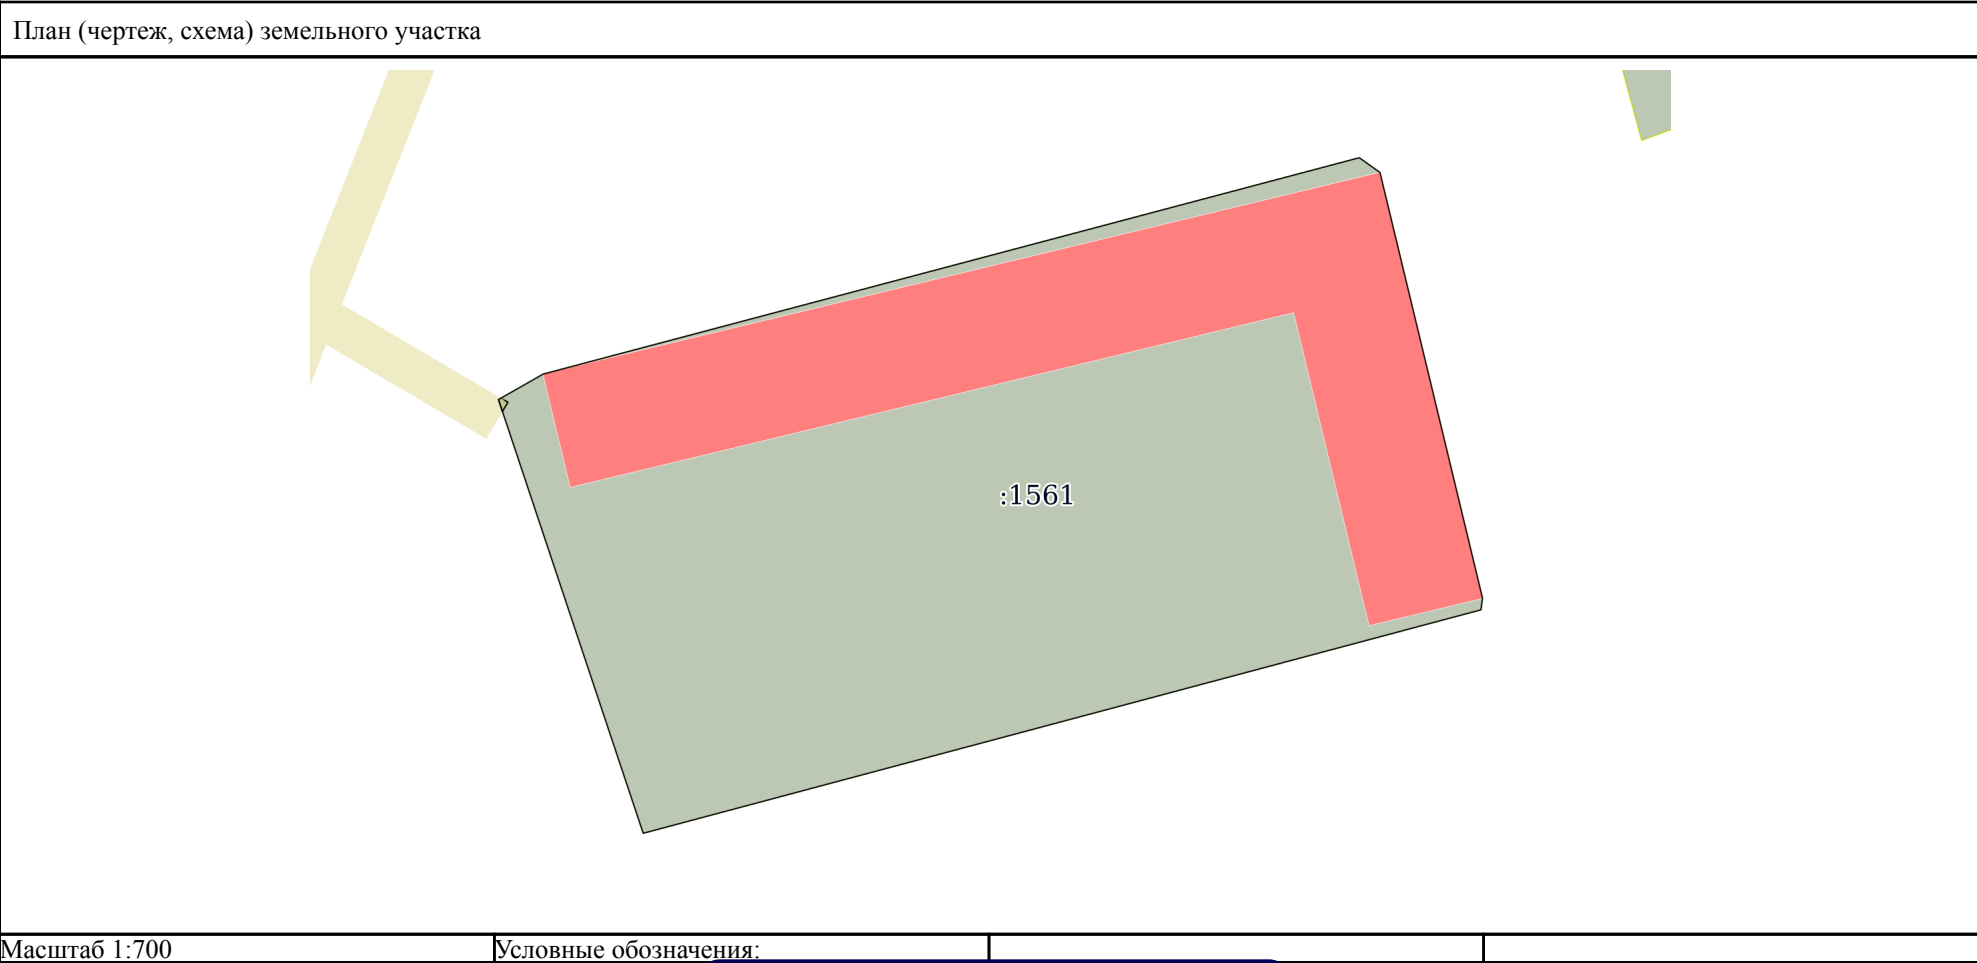 План (чертеж, схема) земельного участка
:1561
Масштаб 1:700
Условные обозначения: